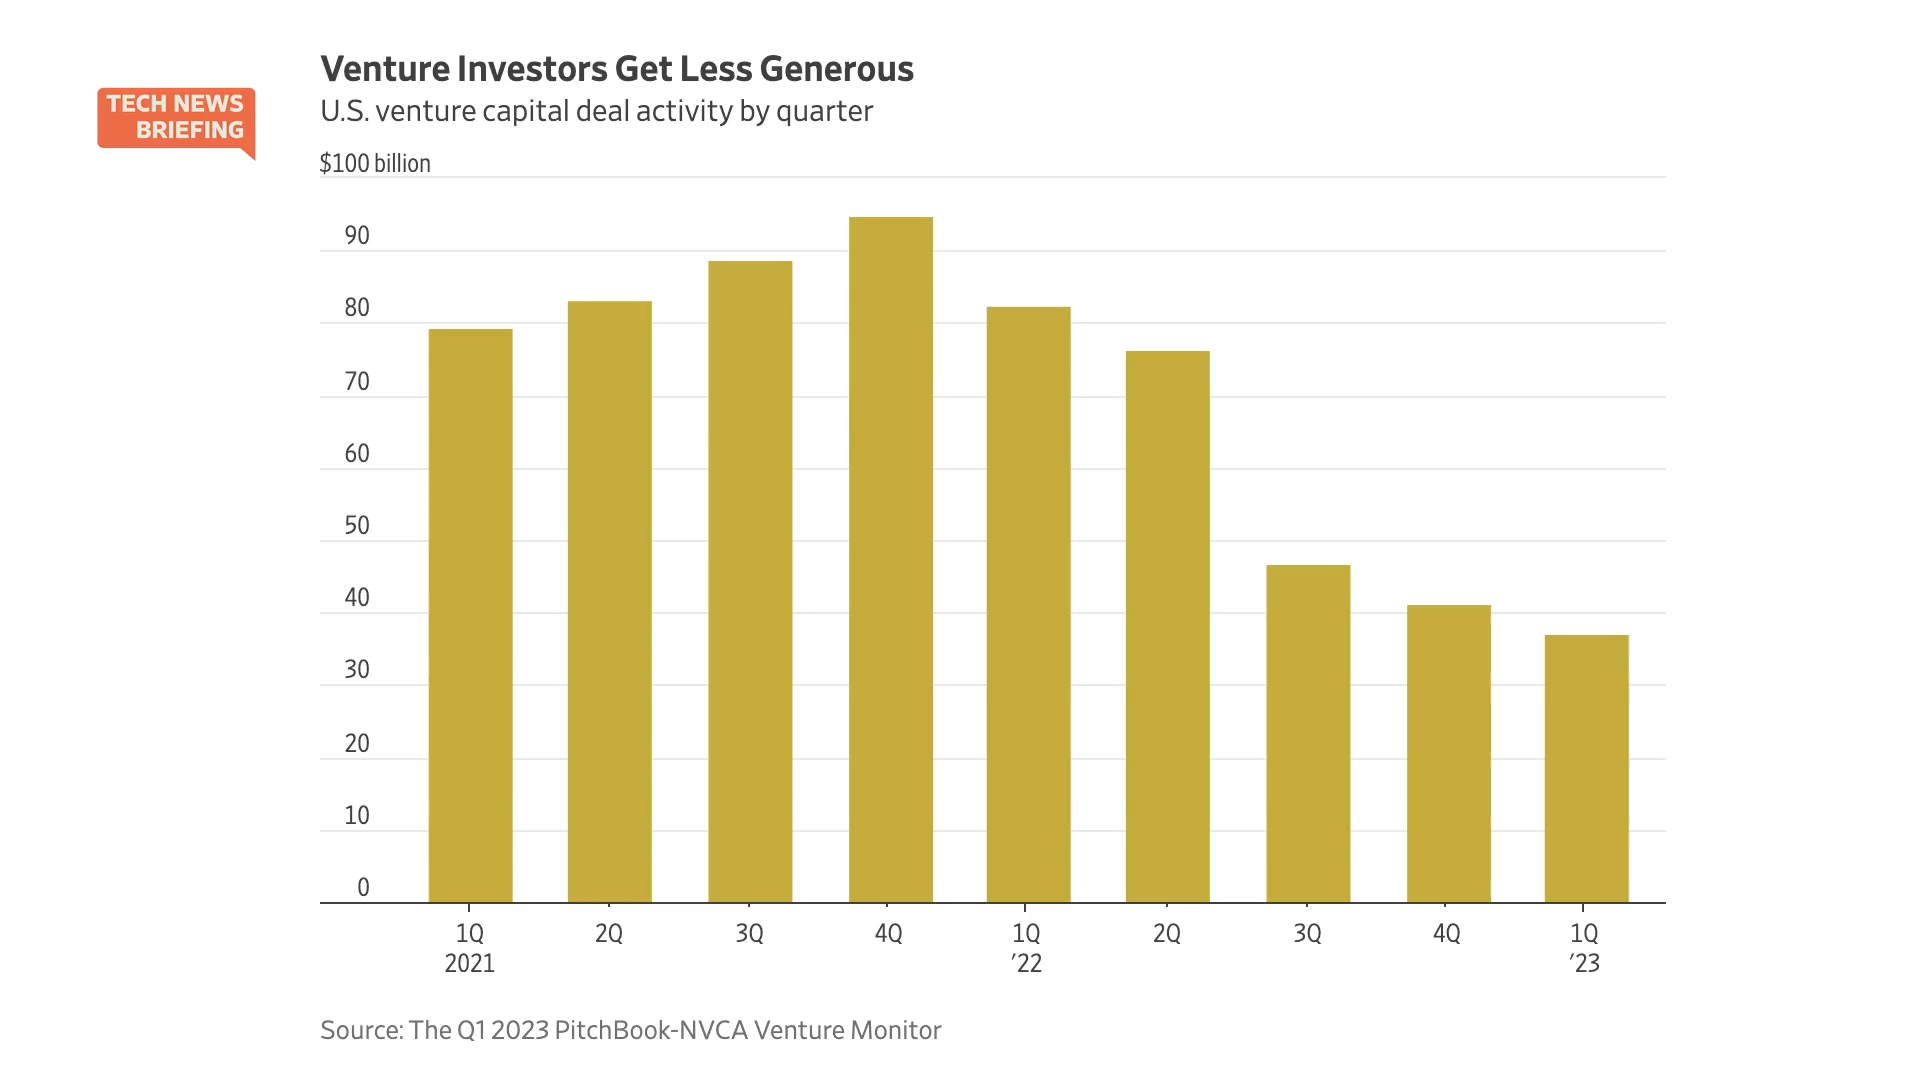 TECH NEWS
BRIEFING
Venture Investors Get Less Generous
U.S. venture capital deal activity by quarter
$100 billion
90
80
70
60
50
40
30
20
10
0
1Q 2Q 3Q 4Q 1Q 2Q 3Q 4Q 1Q
2021 ’22 ’23
Source: The Q1 2023 PitchBook-NVCA Venture Monitor